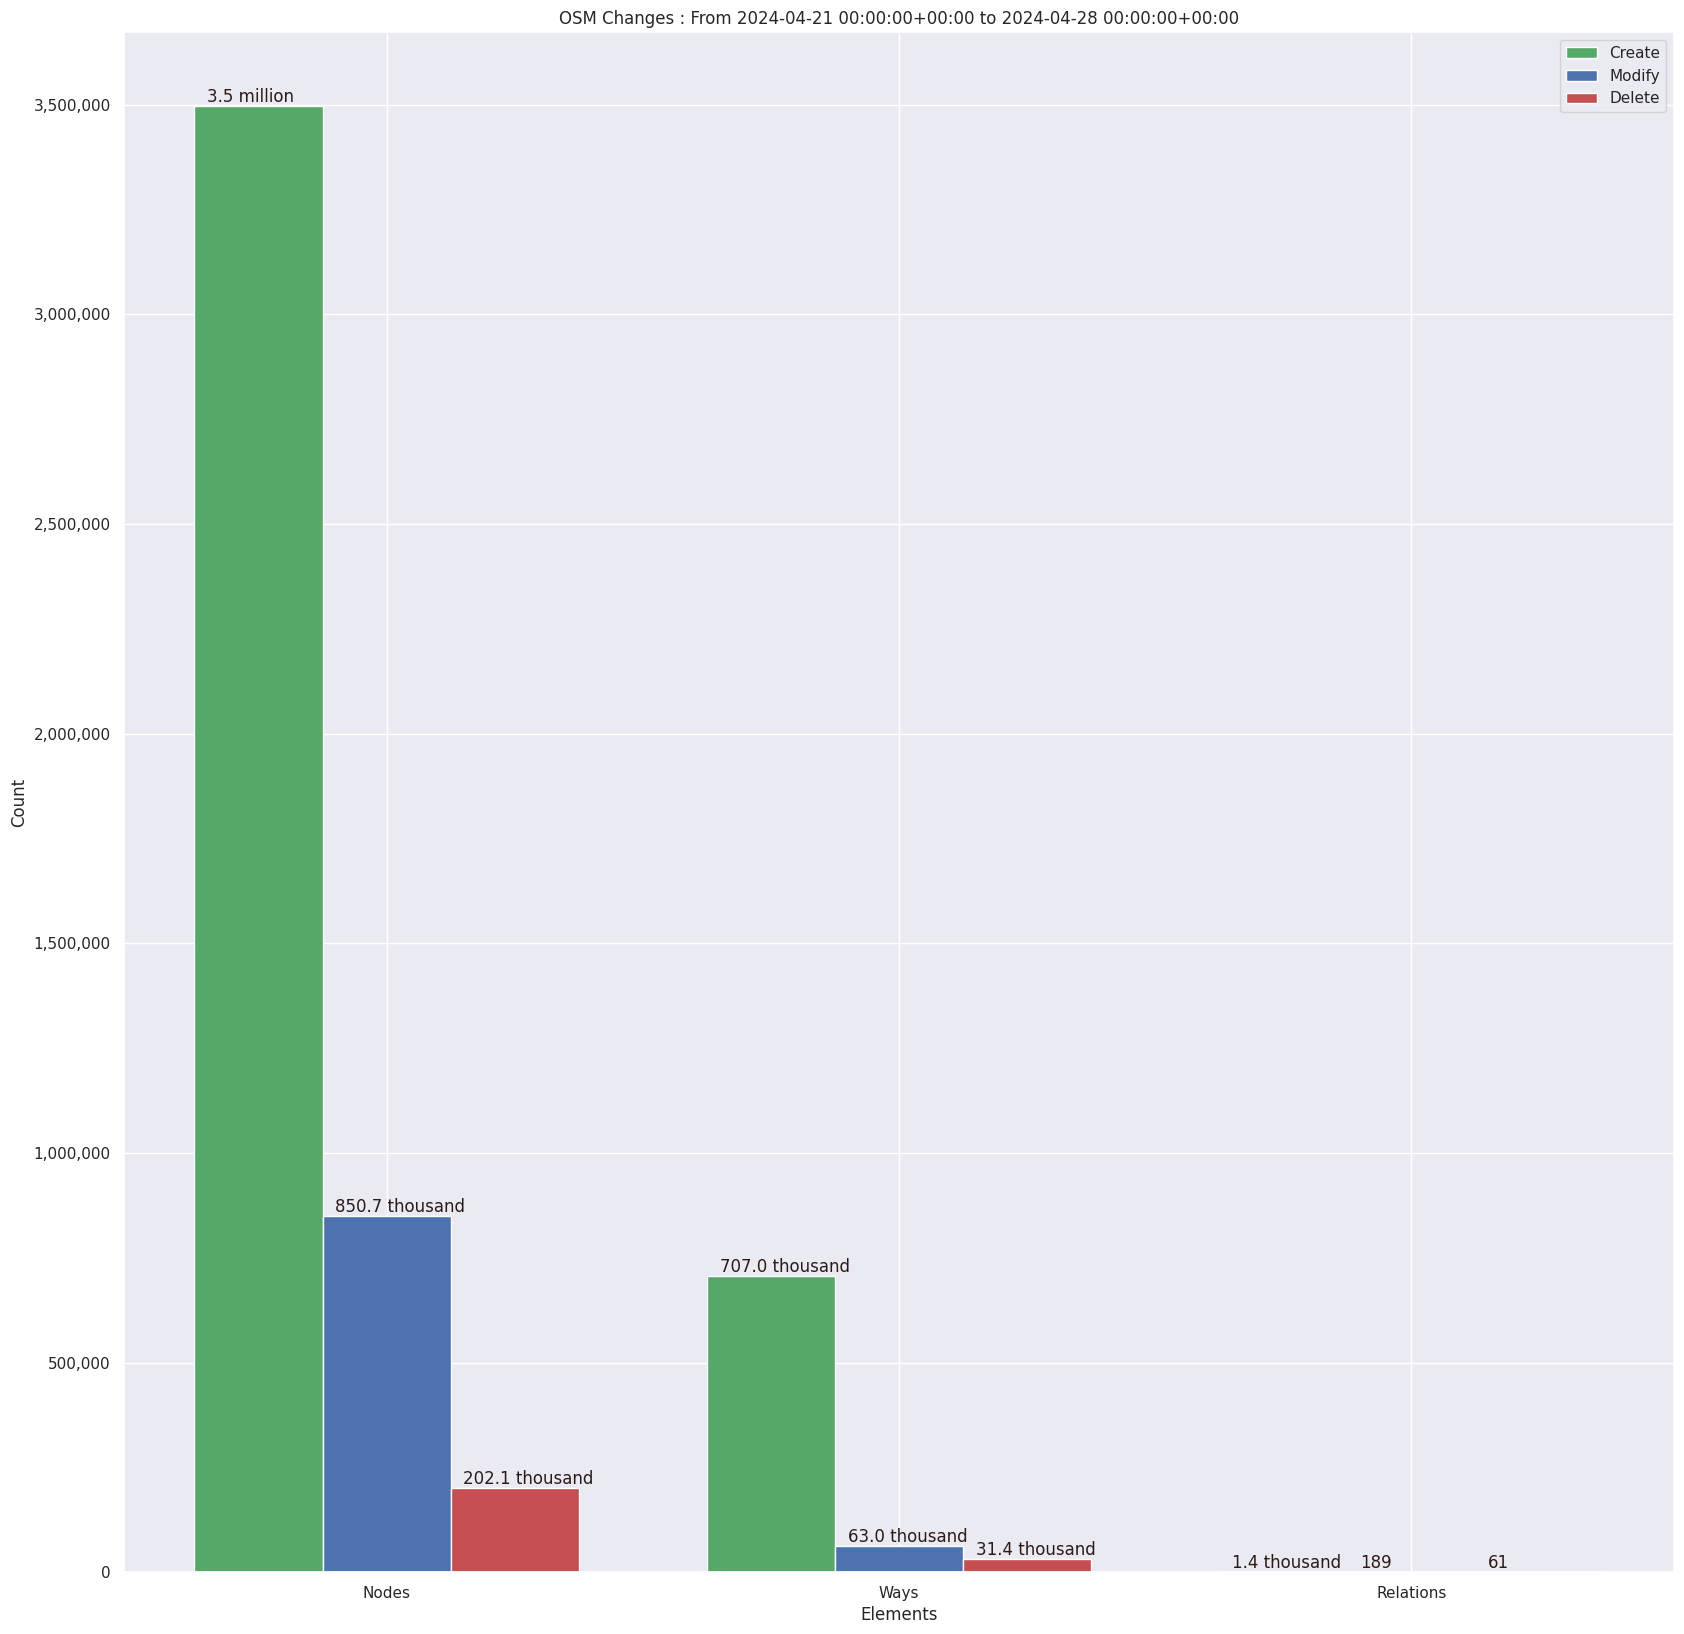 OSM Changes : From 2024-04-21 00:00:00+00:00 to 2024-04-28 00:00:00+00:00
Create
Modify
Delete
3,500,000
3,000,000
2,500,000
2,000,000
1,500,000
1,000,000
500,000
0
Count
3.5 million
850.7 thousand
202.1 thousand
707.0 thousand
63.0 thousand
31.4 thousand
1.4 thousand
189
61
Nodes
Ways
Relations
Elements